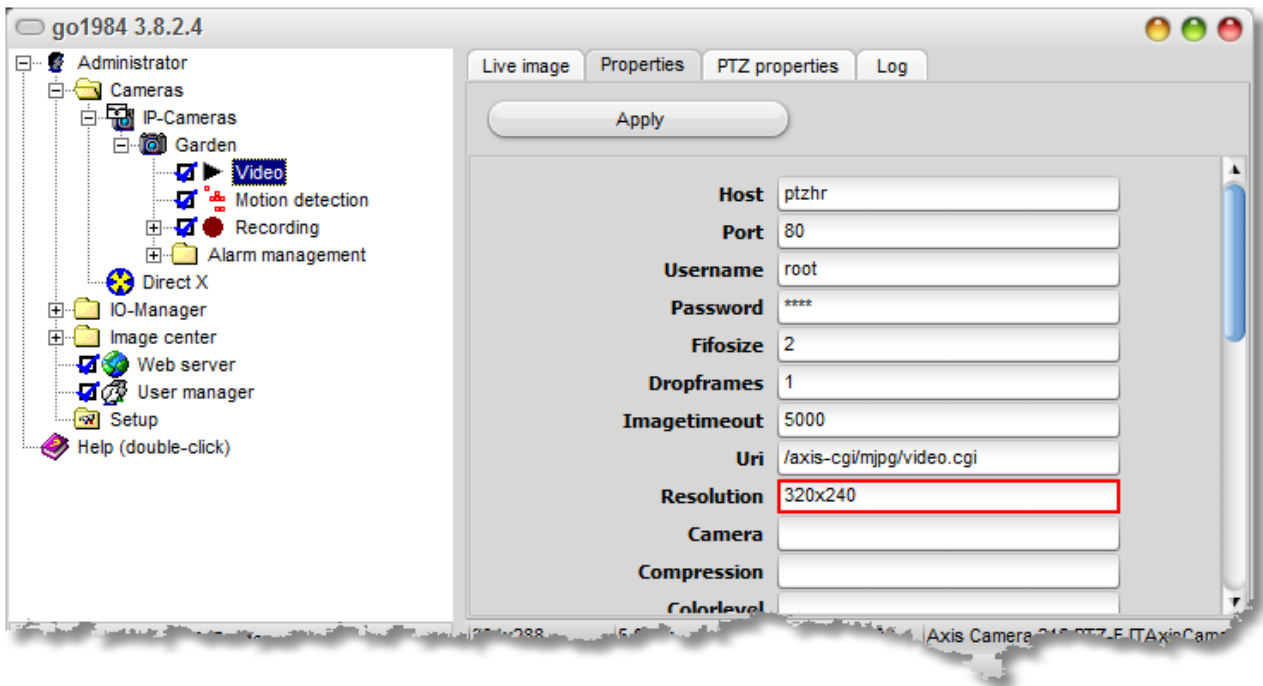 go1984 3.8.2.4
Administrator
Cameras
IP-Cameras
Garden
Video
Motion detection
Recording
Alarm management
Direct X
IO-Manager
Image center
Web server
User manager
Setup
Help (double-click)
Live image Properties PTZ properties Log
Apply
Host ptzhr
Port 80
Username root
Password ****
Fifosize 2
Dropframes 1
Imagetimeout 5000
Uri /axis-cgi/mjpg/video.cgi
Resolution 320x240
Camera
Compression
Colorlevel
Axis Camera